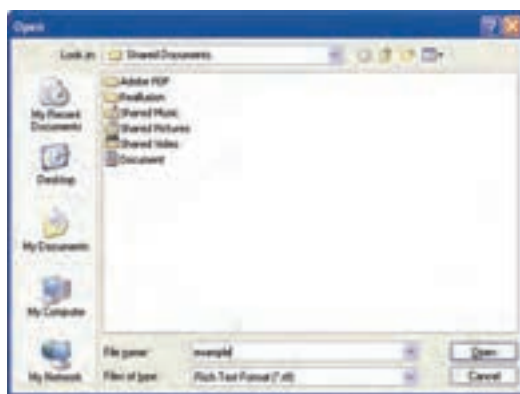 Open
Look in: Shared Documents
Adobe PDF
Reallusion
Shared Music
Shared Pictures
Shared Video
Document
My Recent
Documents
Desktop
My Documents
My Computer
My Network
File name: example
Open
Files of type: Rich Text Format (*.rtf)
Cancel